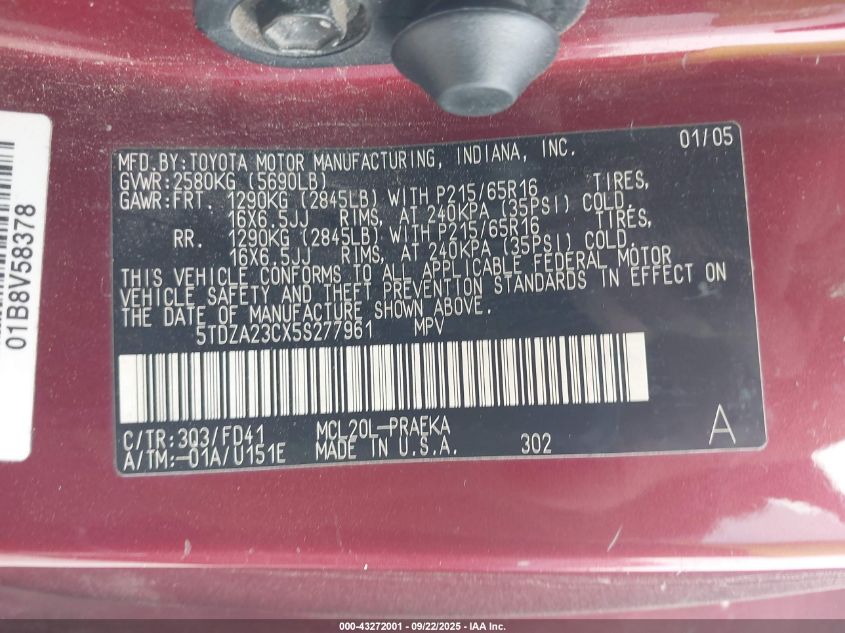 MFD.BY:TOYOTA MOTOR MANUFACTURING, INDIANA, INC. 01/05
GVWR:2580KG (5690LB)
GAWR:FRT. 1290KG (2845LB) WITH P215/65R16 TIRES,
16X6.5JJ RIMS, AT 240KPA (35PSI) COLD.
RR. 1290KG (2845LB) WITH P215/65R16 TIRES,
16X6.5JJ RIMS, AT 240KPA (35PSI) COLD.
THIS VEHICLE CONFORMS TO ALL APPLICABLE FEDERAL MOTOR
VEHICLE SAFETY AND THEFT PREVENTION STANDARDS IN EFFECT ON
THE DATE OF MANUFACTURE SHOWN ABOVE.
5TDZA23CX5S277961 MPV
C/TR:3Q3/FD41 MCL20L-PRAEKA
A/TM:-01A/U151E MADE IN U.S.A. 302 A
01B8V58378
000-43272001 - 09/22/2025 - IAA Inc.